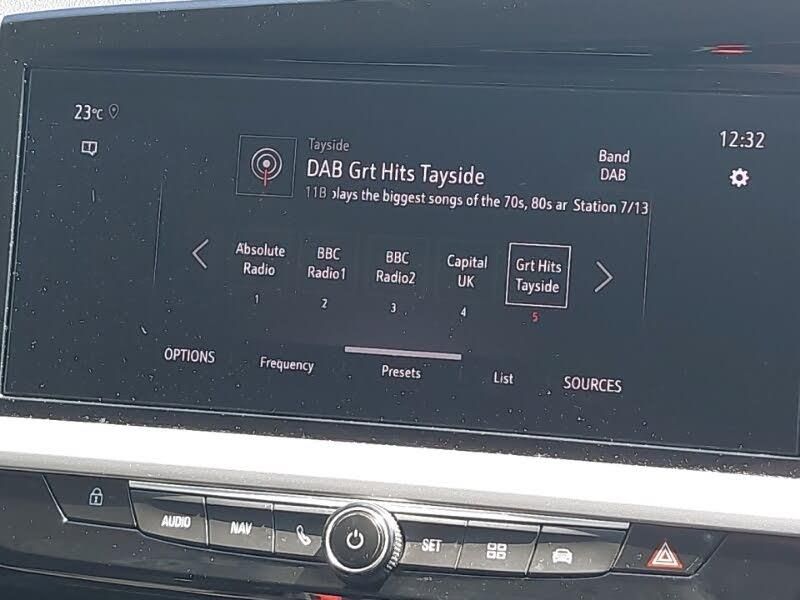 23°C
12:32
Tayside
DAB Grt Hits Tayside
Band
DAB
11B plays the biggest songs of the 70s, 80s ar Station 7/13
Absolute
Radio
1
BBC
Radio1
2
BBC
Radio2
3
Capital
UK
4
Grt Hits
Tayside
5
OPTIONS
Frequency
Presets
List
SOURCES
AUDIO
NAV
SET